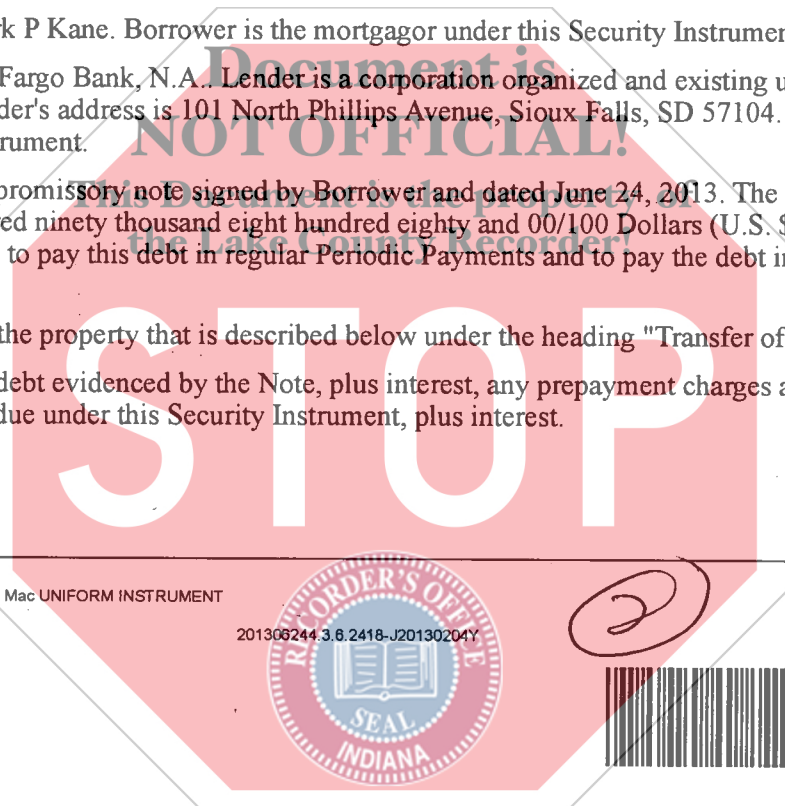 k P Kane. Borrower is the mortgagor under this Security Instrumen
Document is
Fargo Bank, N.A.. Lender is a corporation organized and existing u
der's address is 101 North Phillips Avenue, Sioux Falls, SD 57104.
NOT OFFICIAL!
rument.
This Document is the property of
promissory note signed by Borrower and dated June 24, 2013. The
ed ninety thousand eight hundred eighty and 00/100 Dollars (U.S. $
the Lake County Recorder!
to pay this debt in regular Periodic Payments and to pay the debt i
the property that is described below under the heading "Transfer of
STOP
debt evidenced by the Note, plus interest, any prepayment charges a
due under this Security Instrument, plus interest.
Mac UNIFORM INSTRUMENT
201306244.3.6.2418-J20130204Y
RECORDER'S OFFICE
SEAL
INDIANA
2